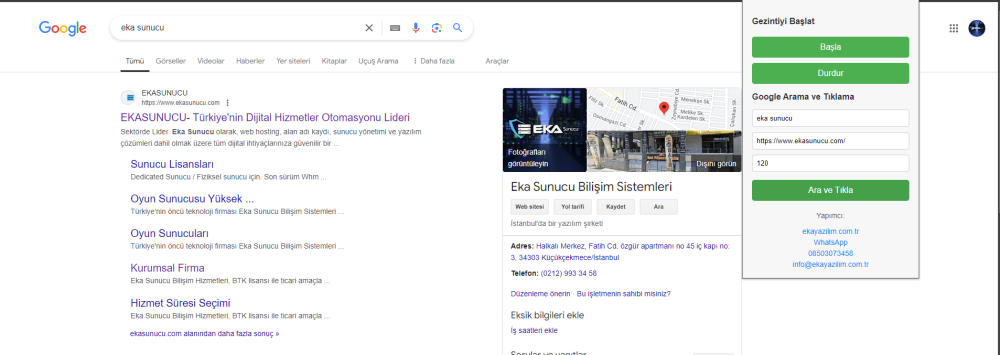 Google
eka sunucu
Tümü
Görseller
Videolar
Haberler
Yer siteleri
Kitaplar
Uçuş Arama
Daha fazla
Araçlar
EKASUNUCU
https://www.ekasunucu.com
EKASUNUCU- Türkiye'nin Dijital Hizmetler Otomasyonu Lideri
Sektörde Lider. Eka Sunucu olarak, web hosting, alan adı kaydı, sunucu yönetimi ve yazılım
çözümleri dahil olmak üzere tüm dijital ihtiyaçlarınıza güvenilir bir ...
Sunucu Lisansları
Dedicated Sunucu / Fiziksel sunucu için. Son sürüm Whm ...
Oyun Sunucusu Yüksek ...
Türkiye'nin öncü teknoloji firması Eka Sunucu Bilişim Sistemleri ...
Oyun Sunucuları
Türkiye'nin öncü teknoloji firması Eka Sunucu Bilişim Sistemleri ...
Kurumsal Firma
Eka Sunucu Bilişim Hizmetleri, BTK lisansı ile ticari amaçla ...
Hizmet Süresi Seçimi
Eka Sunucu Bilişim Hizmetleri, BTK lisansı ile ticari amaçla ...
ekasunucu.com alanından daha fazla sonuç »
EKA Sunucu
Fotoğrafları
görüntüleyin
Fatih Cd.
Osmangazi Cd.
Menekşe Sk.
Kardelen Sk.
Dışını görün
Eka Sunucu Bilişim Sistemleri
Web sitesi
Yol tarifi
Kaydet
Ara
İstanbul'da bir yazılım şirketi
Adres: Halkalı Merkez, Fatih Cd. özgür apartmanı no 45 iç kapı no:
3, 34303 Küçükçekmece/İstanbul
Telefon: (0212) 993 34 58
Düzenleme önerin · Bu işletmenin sahibi misiniz?
Eksik bilgileri ekle
İş saatleri ekle
Sorular ve yanıtlar
Gezintiyi Başlat
Başla
Durdur
Google Arama ve Tıklama
eka sunucu
https://www.ekasunucu.com/
120
Ara ve Tıkla
Yapımcı:
ekayazilim.com.tr
WhatsApp
08503073458
info@ekayazilim.com.tr